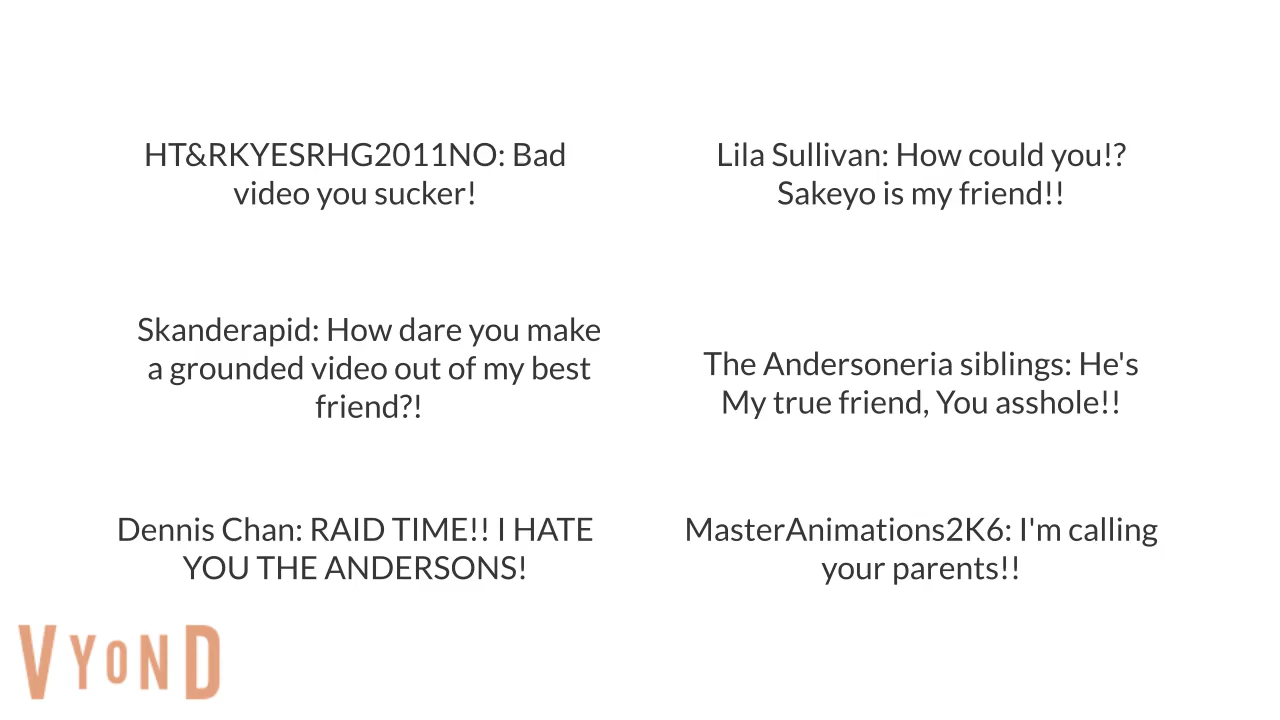 HT&RKYESRHG2011NO: Bad
video you sucker!
Lila Sullivan: How could you!?
Sakeyo is my friend!!
Skanderapid: How dare you make
a grounded video out of my best
friend?!
The Andersoneria siblings: He's
My true friend, You asshole!!
Dennis Chan: RAID TIME!! I HATE
YOU THE ANDERSONS!
MasterAnimations2K6: I'm calling
your parents!!
VYOND